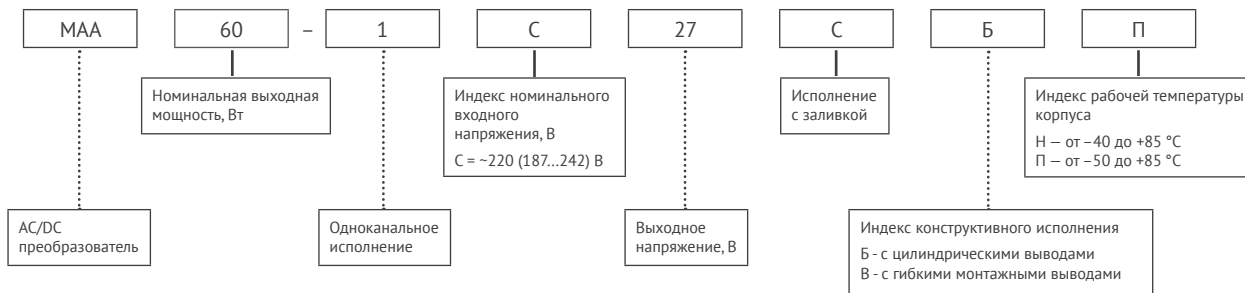 МАА 60 – 1 С 27 С Б П
Номинальная выходная
мощность, Вт
Индекс номинального
входного
напряжения, В
С = ~220 (187...242) В
Исполнение
с заливкой
Индекс рабочей температуры
корпуса
Н — от –40 до +85 °С
П — от –50 до +85 °С
AC/DC
преобразователь
Одноканальное
исполнение
Выходное
напряжение, В
Индекс конструктивного исполнения
Б - с цилиндрическими выводами
В - с гибкими монтажными выводами